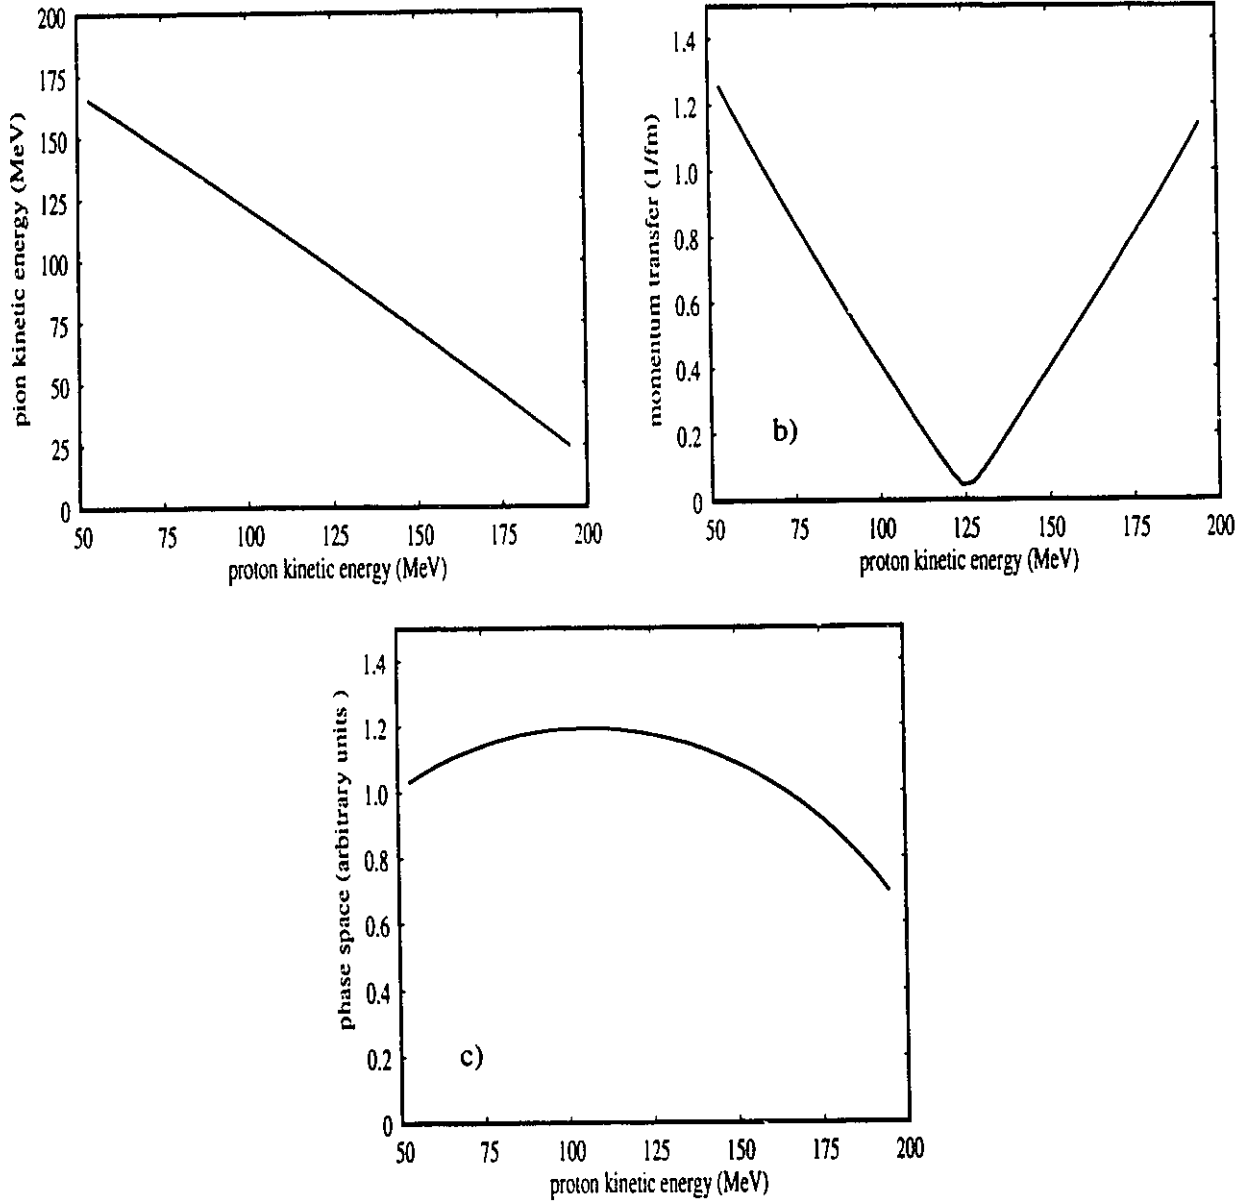 200
175
150
125
100
75
50
25
0
pion kinetic energy (MeV)
50 75 100 125 150 175 200
proton kinetic energy (MeV)
1.4
1.2
1.0
0.8
0.6
0.4
0.2
0
momentum transfer (1/fm)
b)
50 75 100 125 150 175 200
proton kinetic energy (MeV)
1.4
1.2
1.0
0.8
0.6
0.4
0.2
0
phase space (arbitrary units )
c)
50 75 100 125 150 175 200
proton kinetic energy (MeV)